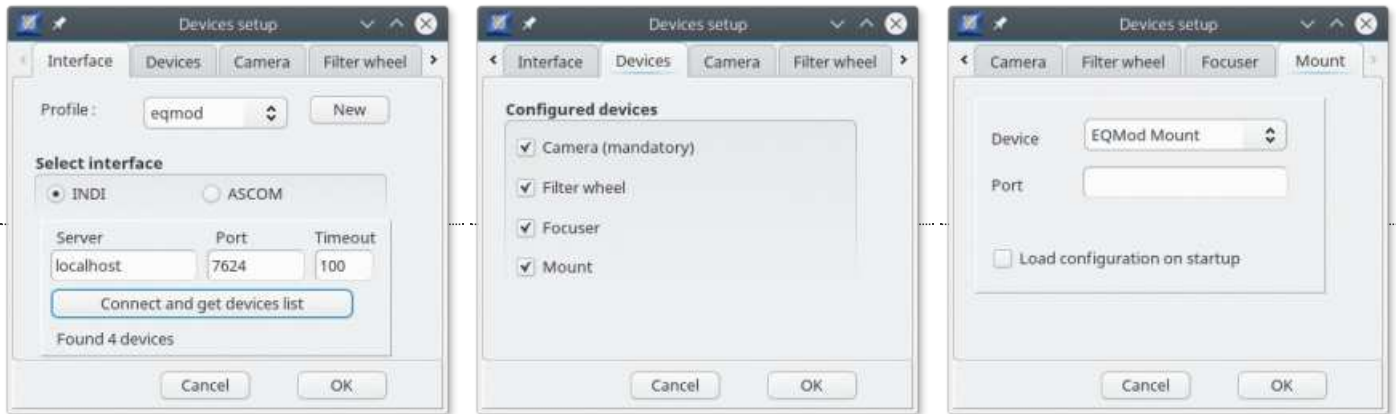 Devices setup
Interface Devices Camera Filter wheel
Profile : eqmod New
Select interface
INDI ASCOM
Server Port Timeout
localhost 7624 100
Connect and get devices list
Found 4 devices
Cancel OK
Devices setup
Interface Devices Camera Filter wheel
Configured devices
Camera (mandatory)
Filter wheel
Focuser
Mount
Cancel OK
Devices setup
Camera Filter wheel Focuser Mount
Device EQMod Mount
Port
Load configuration on startup
Cancel OK